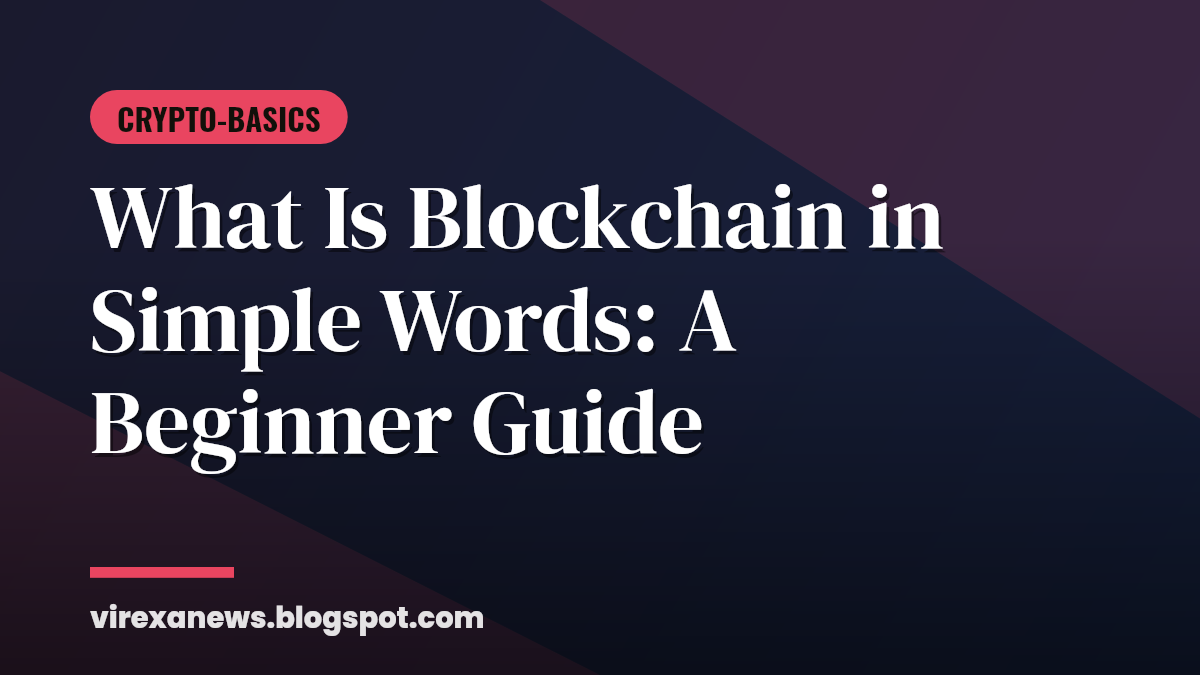 CRYPTO-BASICS
What Is Blockchain in
Simple Words: A
Beginner Guide
virexanews.blogspot.com